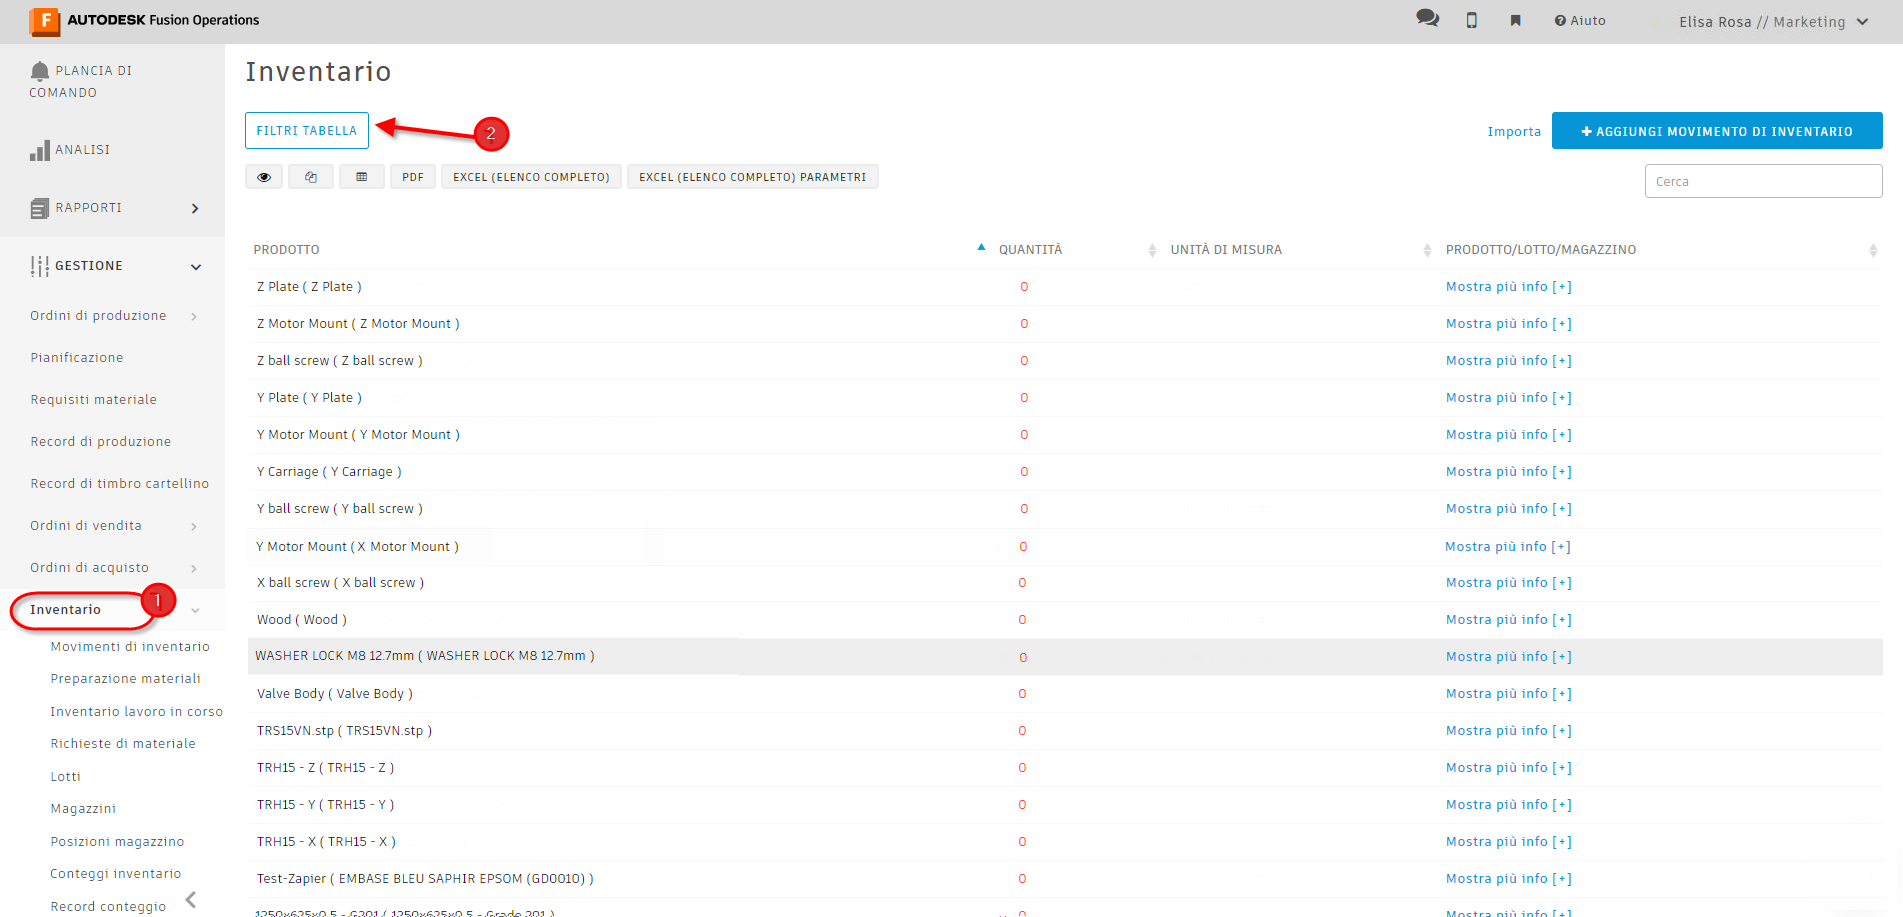 F AUTODESK Fusion Operations
Aiuto
Elisa Rosa // Marketing
PLANCIA DI
COMANDO
ANALISI
RAPPORTI
GESTIONE
Ordini di produzione
Pianificazione
Requisiti materiale
Record di produzione
Record di timbro cartellino
Ordini di vendita
Ordini di acquisto
Inventario
1
Movimenti di inventario
Preparazione materiali
Inventario lavoro in corso
Richieste di materiale
Lotti
Magazzini
Posizioni magazzino
Conteggi inventario
Record conteggio
Inventario
FILTRI TABELLA
2
Importa
+ AGGIUNGI MOVIMENTO DI INVENTARIO
PDF
EXCEL (ELENCO COMPLETO)
EXCEL (ELENCO COMPLETO) PARAMETRI
Cerca
PRODOTTO QUANTITÀ UNITÀ DI MISURA PRODOTTO/LOTTO/MAGAZZINO
Z Plate ( Z Plate ) 0 Mostra più info [+]
Z Motor Mount ( Z Motor Mount ) 0 Mostra più info [+]
Z ball screw ( Z ball screw ) 0 Mostra più info [+]
Y Plate ( Y Plate ) 0 Mostra più info [+]
Y Motor Mount ( Y Motor Mount ) 0 Mostra più info [+]
Y Carriage ( Y Carriage ) 0 Mostra più info [+]
Y ball screw ( Y ball screw ) 0 Mostra più info [+]
Y Motor Mount ( X Motor Mount ) 0 Mostra più info [+]
X ball screw ( X ball screw ) 0 Mostra più info [+]
Wood ( Wood ) 0 Mostra più info [+]
WASHER LOCK M8 12.7mm ( WASHER LOCK M8 12.7mm ) 0 Mostra più info [+]
Valve Body ( Valve Body ) 0 Mostra più info [+]
TRS15VN.stp ( TRS15VN.stp ) 0 Mostra più info [+]
TRH15 - Z ( TRH15 - Z ) 0 Mostra più info [+]
TRH15 - Y ( TRH15 - Y ) 0 Mostra più info [+]
TRH15 - X ( TRH15 - X ) 0 Mostra più info [+]
Test-Zapier ( EMBASE BLEU SAPHIR EPSOM (GD0010) ) 0 Mostra più info [+]
1250x625x0.5 - G201 ( 1250x625x0.5 - Grade 201 ) 0 Mostra più info [+]